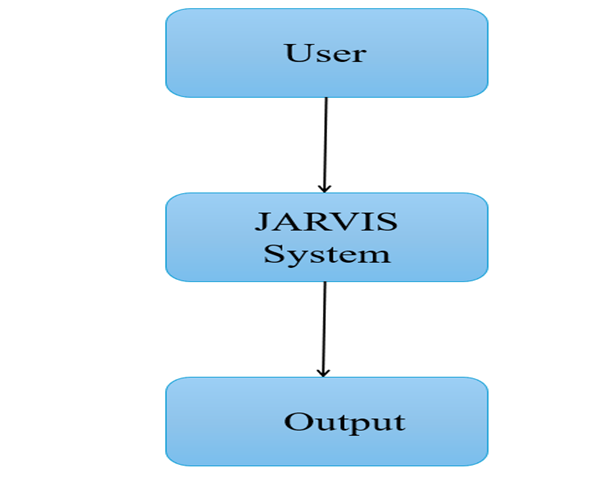 User
JARVIS
System
Output